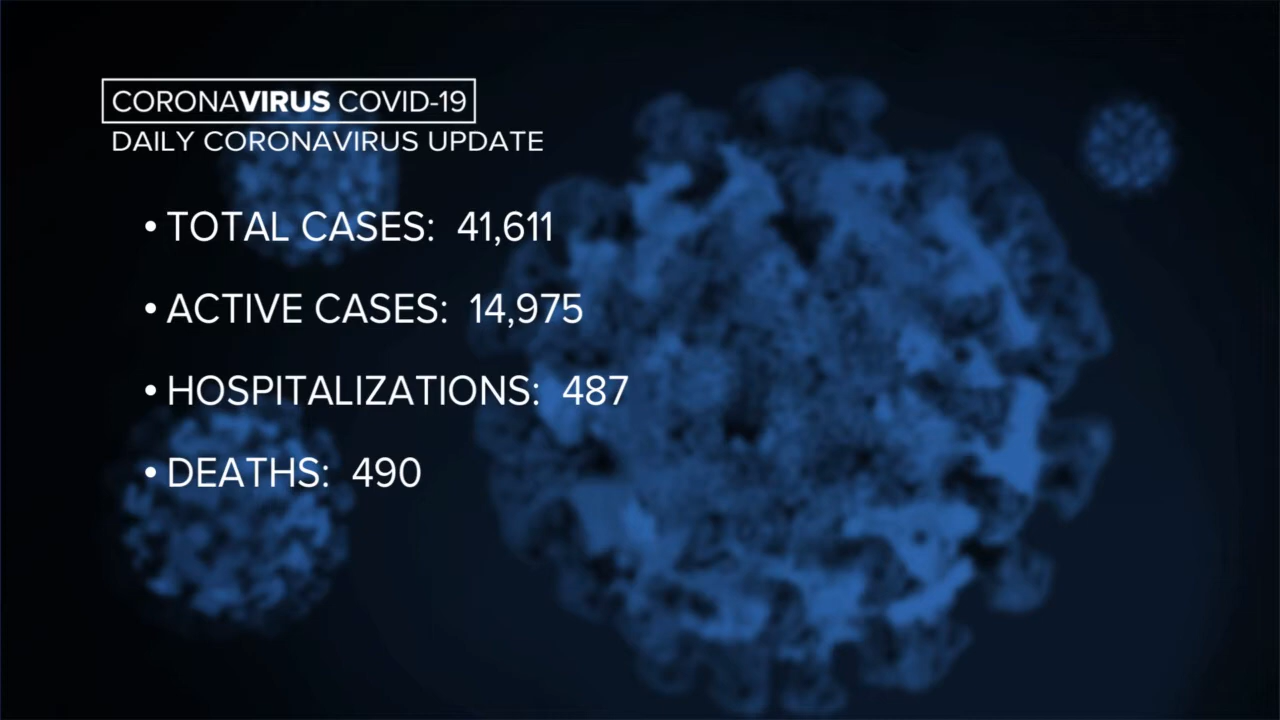 CORONAVIRUS COVID-19
DAILY CORONAVIRUS UPDATE
• TOTAL CASES: 41,611
• ACTIVE CASES: 14,975
• HOSPITALIZATIONS: 487
• DEATHS: 490